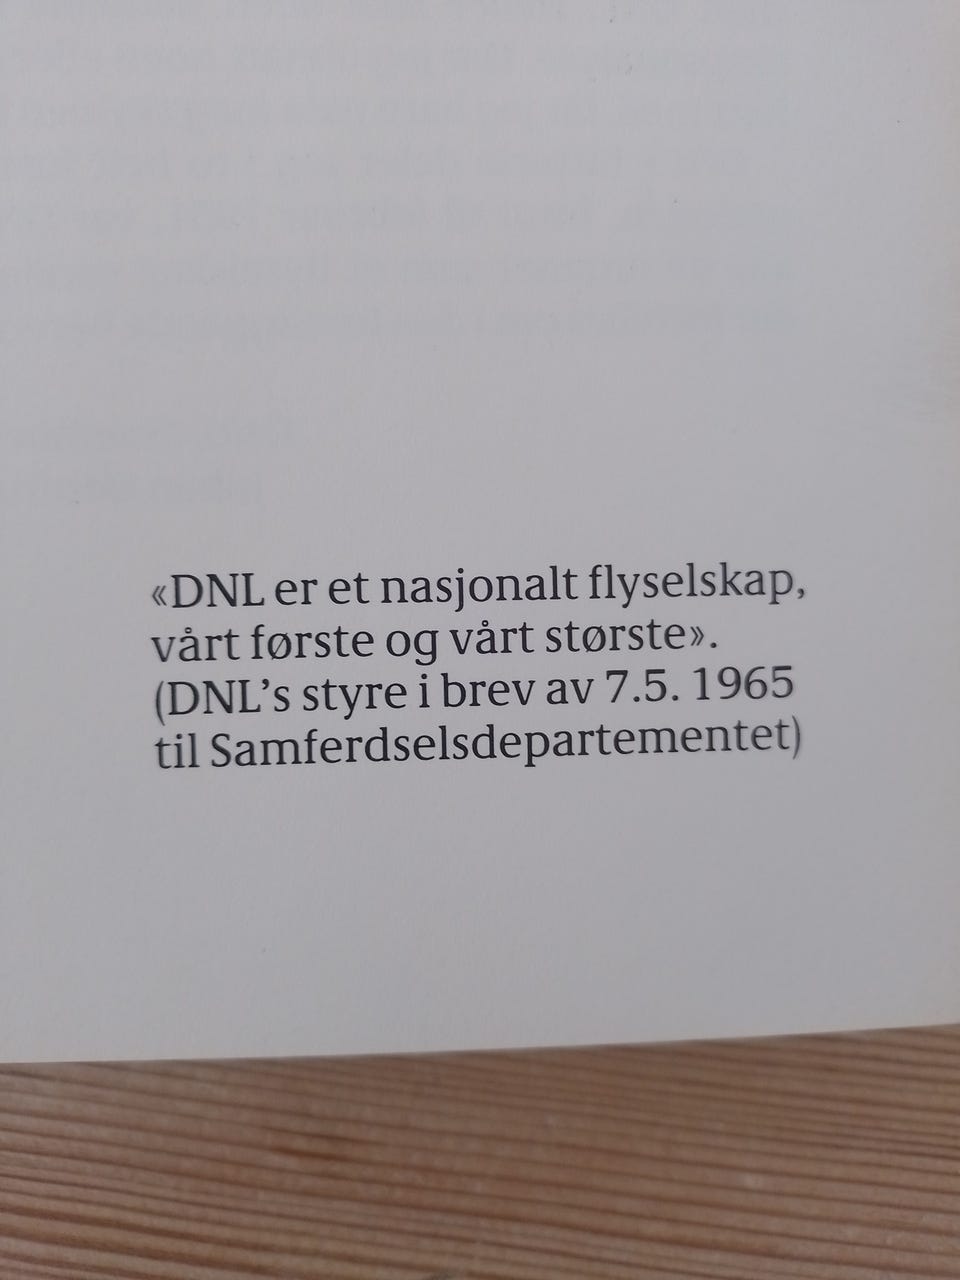 «DNL er et nasjonalt flyselskap,
vårt første og vårt største».
(DNL’s styre i brev av 7.5. 1965
til Samferdselsdepartementet)